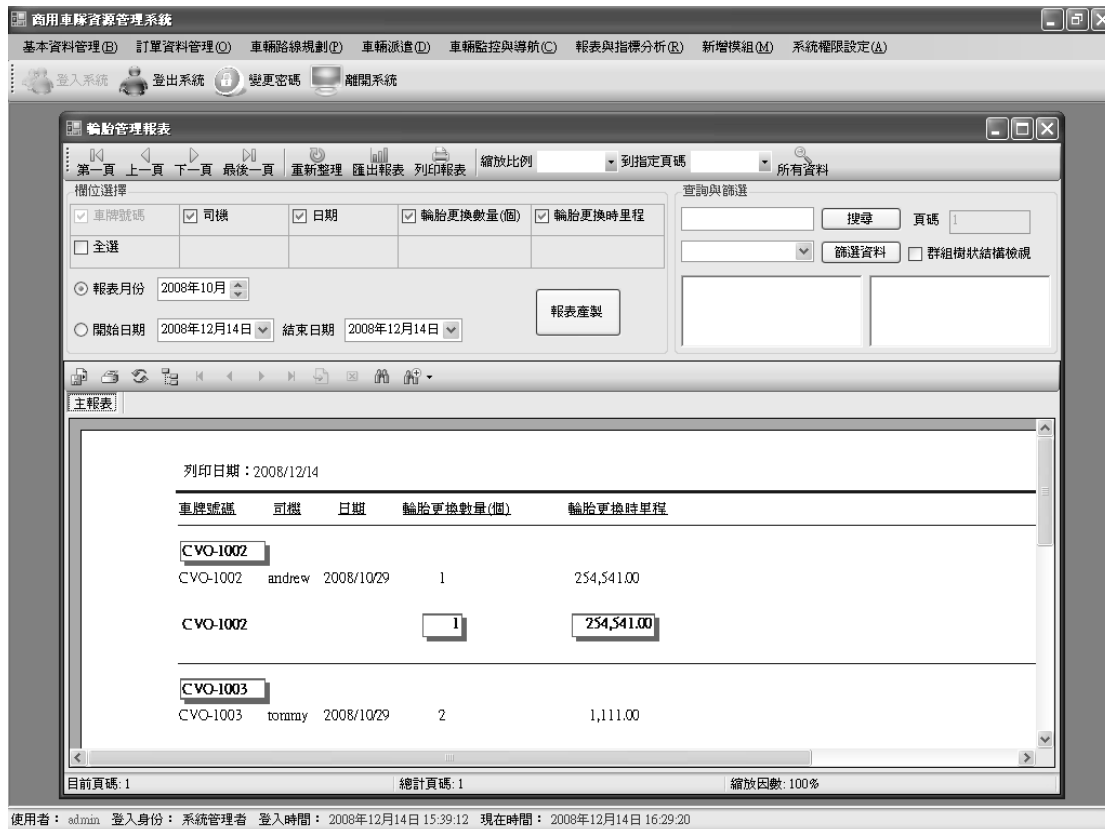 商用車隊資源管理系統
基本資料管理(B) 訂單資料管理(O) 車輛路線規劃(P) 車輛派遣(D) 車輛監控與導航(C) 報表與指標分析(R) 新增模組(M) 系統權限設定(A)
登入系統 登出系統 變更密碼 離開系統
輪胎管理報表
第一頁 上一頁 下一頁 最後一頁 重新整理 匯出報表 列印報表 縮放比例 到指定頁碼 所有資料
欄位選擇 查詢與篩選
車牌號碼 司機 日期 輪胎更換數量(個) 輪胎更換時里程
搜尋 頁碼 1
全選
篩選資料 群組樹狀結構檢視
報表月份 2008年10月
報表產製
開始日期 2008年12月14日 結束日期 2008年12月14日
主報表
列印日期：2008/12/14
車牌號碼 司機 日期 輪胎更換數量(個) 輪胎更換時里程
CVO-1002
CVO-1002 andrew 2008/10/29 1 254,541.00
CVO-1002 1 254,541.00
CVO-1003
CVO-1003 tommy 2008/10/29 2 1,111.00
目前頁碼: 1 總計頁碼: 1 縮放因數: 100%
使用者： admin 登入身份： 系統管理者 登入時間： 2008年12月14日 15:39:12 現在時間： 2008年12月14日 16:29:20